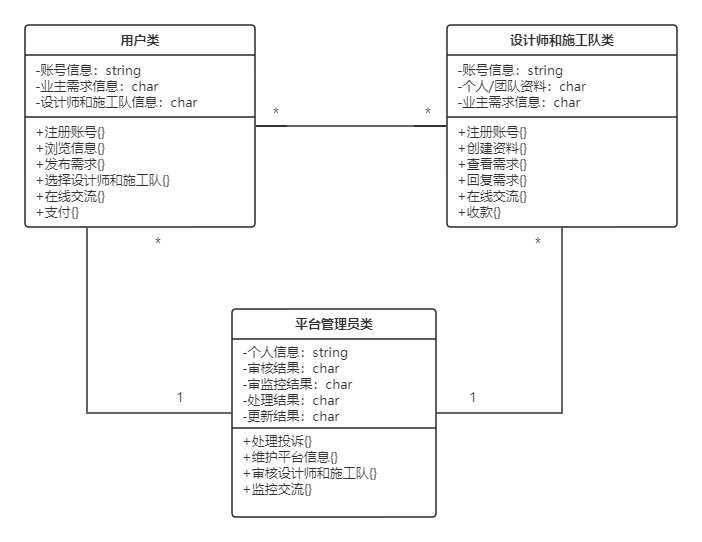 用户类
-账号信息：string
-业主需求信息：char
-设计师和施工队信息：char
+注册账号{}
+浏览信息{}
+发布需求{}
+选择设计师和施工队{}
+在线交流{}
+支付{}
*
*
设计师和施工队类
-账号信息：string
-个人/团队资料：char
-业主需求信息：char
+注册账号{}
+创建资料{}
+查看需求{}
+回复需求{}
+在线交流{}
+收款{}
*
*
平台管理员类
-个人信息：string
-审核结果：char
-审监控结果：char
-处理结果：char
-更新结果：char
+处理投诉{}
+维护平台信息{}
+审核设计师和施工队{}
+监控交流{}
1
1